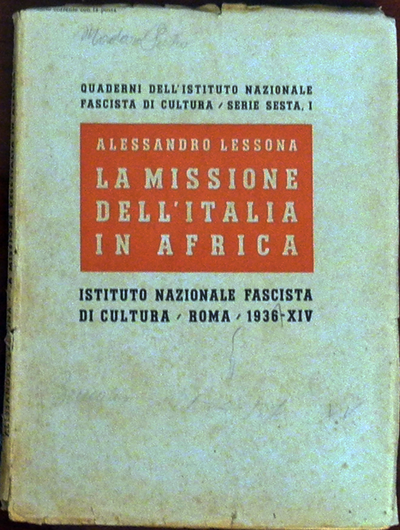 QUADERNI DELL'ISTITUTO NAZIONALE
FASCISTA DI CULTURA / SERIE SESTA, I
ALESSANDRO LESSONA
LA MISSIONE
DELL'ITALIA
IN AFRICA
ISTITUTO NAZIONALE FASCISTA
DI CULTURA / ROMA / 1936-XIV